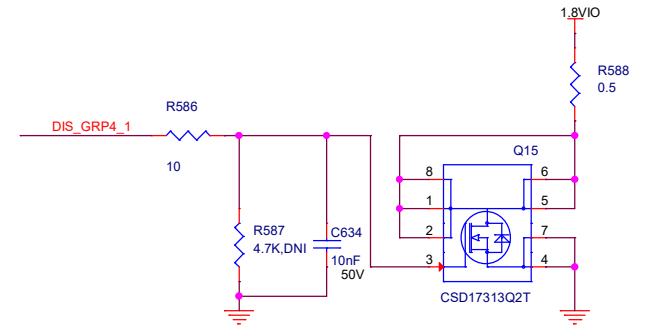 1.8VIO
R588
0.5
R586
DIS_GRP4_1
10
Q15
8
6
1
5
R587
4.7K,DNI
C634
10nF
50V
2
7
3
4
CSD17313Q2T